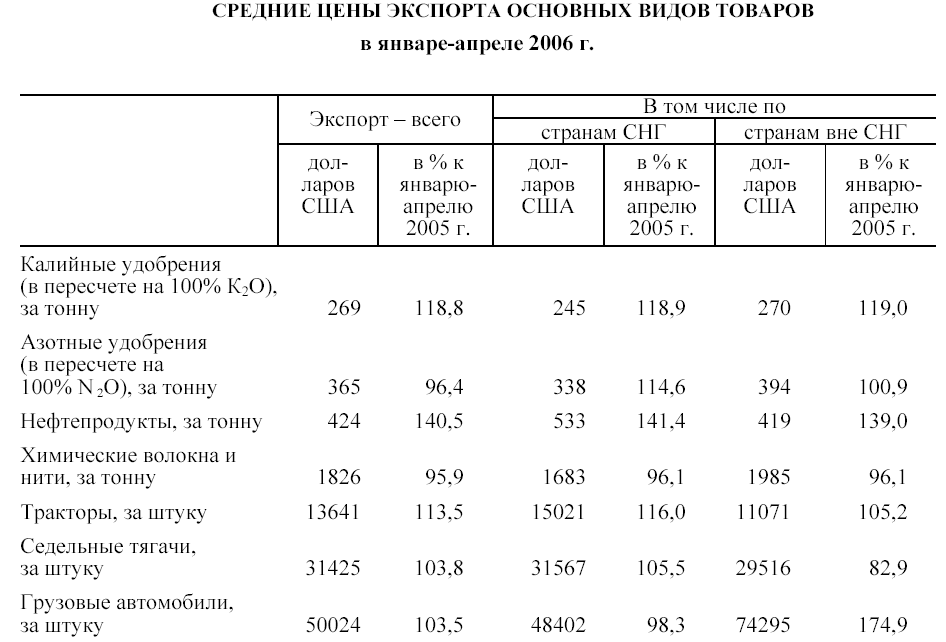 СРЕДНИЕ ЦЕНЫ ЭКСПОРТА ОСНОВНЫХ ВИДОВ ТОВАРОВ
в январе-апреле 2006 г.
Экспорт – всего
В том числе по
странам СНГ
странам вне СНГ
дол-
ларов
США
в % к
январю-
апрелю
2005 г.
дол-
ларов
США
в % к
январю-
апрелю
2005 г.
дол-
ларов
США
в % к
январю-
апрелю
2005 г.
Калийные удобрения
(в пересчете на 100% K₂O),
за тонну 269 118,8 245 118,9 270 119,0
Азотные удобрения
(в пересчете на
100% N₂O), за тонну 365 96,4 338 114,6 394 100,9
Нефтепродукты, за тонну 424 140,5 533 141,4 419 139,0
Химические волокна и
нити, за тонну 1826 95,9 1683 96,1 1985 96,1
Тракторы, за штуку 13641 113,5 15021 116,0 11071 105,2
Седельные тягачи,
за штуку 31425 103,8 31567 105,5 29516 82,9
Грузовые автомобили,
за штуку 50024 103,5 48402 98,3 74295 174,9